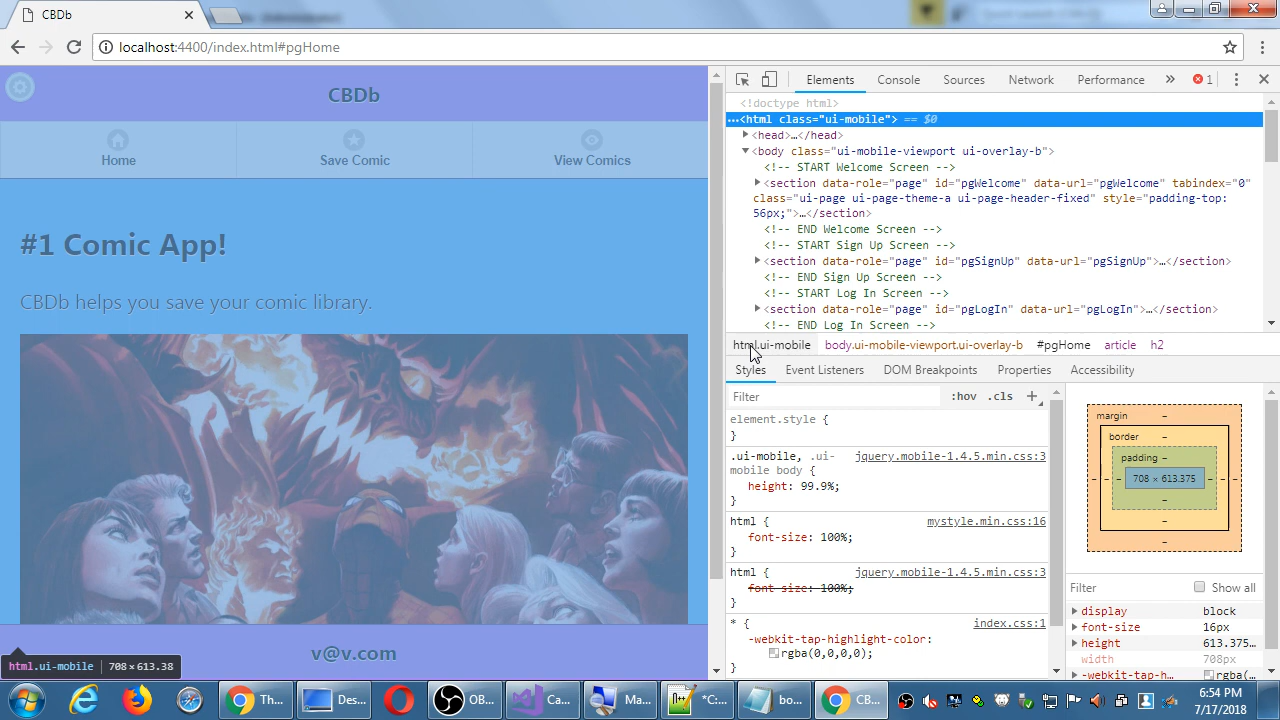 CBDb
localhost:4400/index.html#pgHome
CBDb
Home
Save Comic
View Comics
#1 Comic App!
CBDb helps you save your comic library.
v@v.com
html.ui-mobile | 708×613.38
Elements Console Sources Network Performance » 1
<!doctype html>
…<html class="ui-mobile"> == $0
<head>…</head>
<body class="ui-mobile-viewport ui-overlay-b">
<!-- START Welcome Screen -->
<section data-role="page" id="pgWelcome" data-url="pgWelcome" tabindex="0"
class="ui-page ui-page-theme-a ui-page-header-fixed" style="padding-top:
56px;">…</section>
<!-- END Welcome Screen -->
<!-- START Sign Up Screen -->
<section data-role="page" id="pgSignUp" data-url="pgSignUp">…</section>
<!-- END Sign Up Screen -->
<!-- START Log In Screen -->
<section data-role="page" id="pgLogIn" data-url="pgLogIn">…</section>
<!-- END Log In Screen -->
html.ui-mobile body.ui-mobile-viewport.ui-overlay-b #pgHome article h2
Styles Event Listeners DOM Breakpoints Properties Accessibility
Filter :hov .cls +
element.style {
}
.ui-mobile, .ui- jquery.mobile-1.4.5.min.css:3
mobile body {
height: 99.9%;
}
html { mystyle.min.css:16
font-size: 100%;
}
html { jquery.mobile-1.4.5.min.css:3
font-size: 100%;
}
* { index.css:1
-webkit-tap-highlight-color:
rgba(0,0,0,0);
}
margin –
border –
padding –
– – – 708 × 613.375 – – –
–
–
–
Filter Show all
display block
font-size 16px
height 613.375…
width 708px
-webkit-tap-h… rgba(…
Th… Des… OB… Ca… Ma… *C:… bo… CB…
6:54 PM
7/17/2018